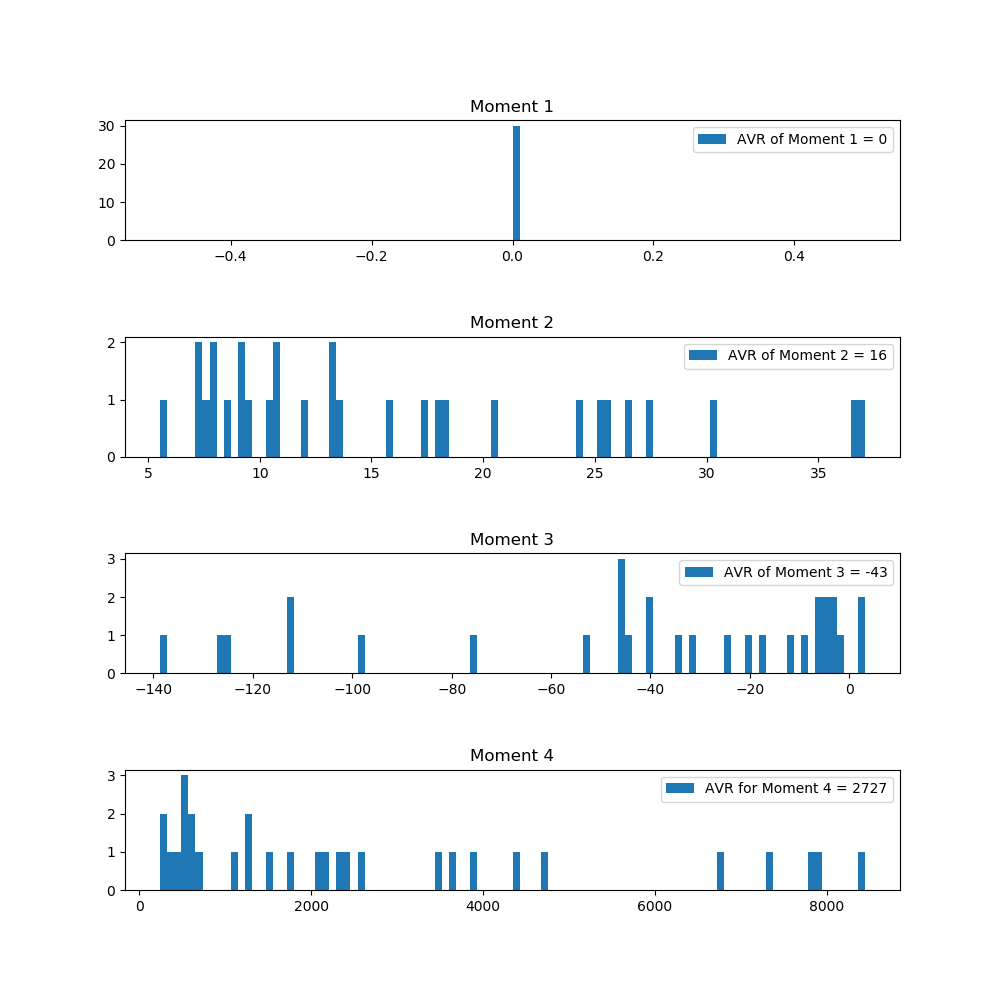 Moment 1
30
20
10
0
AVR of Moment 1 = 0
−0.4 −0.2 0.0 0.2 0.4
Moment 2
2
1
0
AVR of Moment 2 = 16
5 10 15 20 25 30 35
Moment 3
3
2
1
0
AVR of Moment 3 = -43
−140 −120 −100 −80 −60 −40 −20 0
Moment 4
3
2
1
0
AVR for Moment 4 = 2727
0 2000 4000 6000 8000